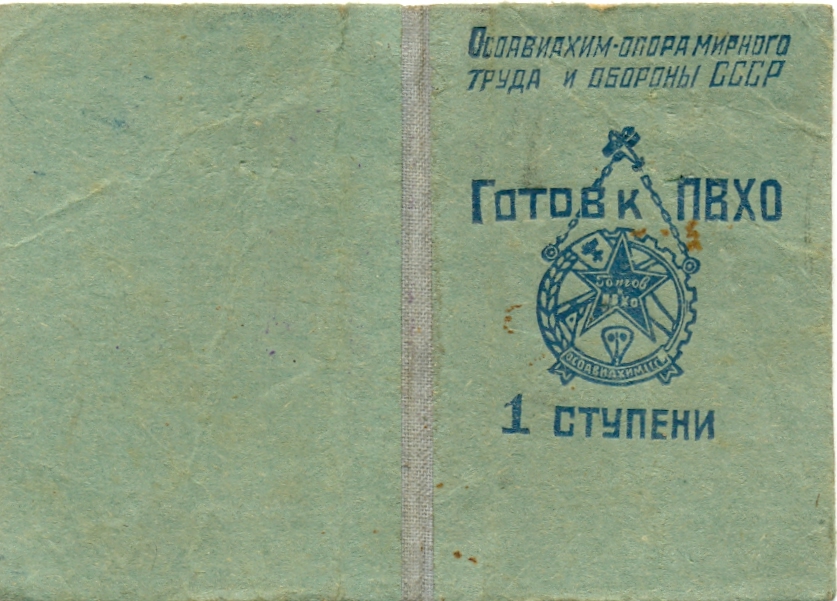 Осоавиахим-опора мирного
труда и обороны СССР
Готов к ПВХО
Готов
к
ПВХО
ОСОАВИАХИМ
1 ступени